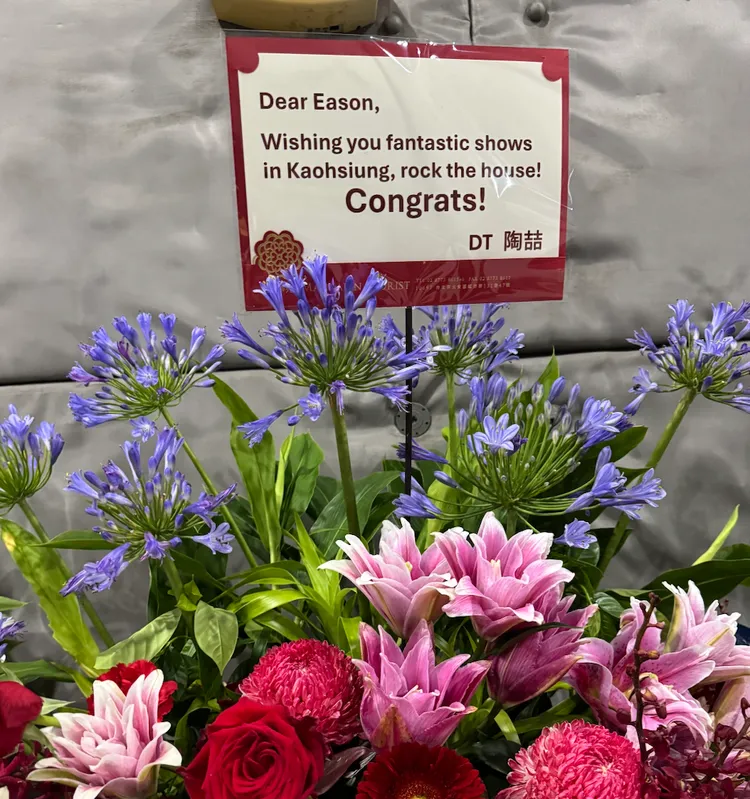 Dear Eason,
Wishing you fantastic shows
in Kaohsiung, rock the house!
Congrats!
DT 陶喆